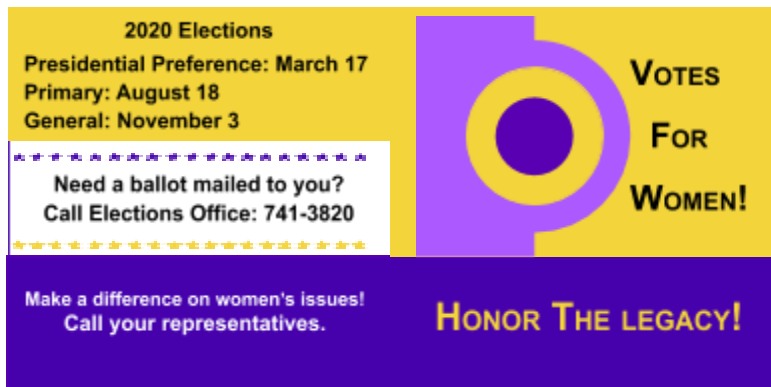 2020 Elections
Presidential Preference: March 17
Primary: August 18
General: November 3
Need a ballot mailed to you?
Call Elections Office: 741-3820
Make a difference on women's issues!
Call your representatives.
VOTES
FOR
WOMEN!
HONOR THE LEGACY!